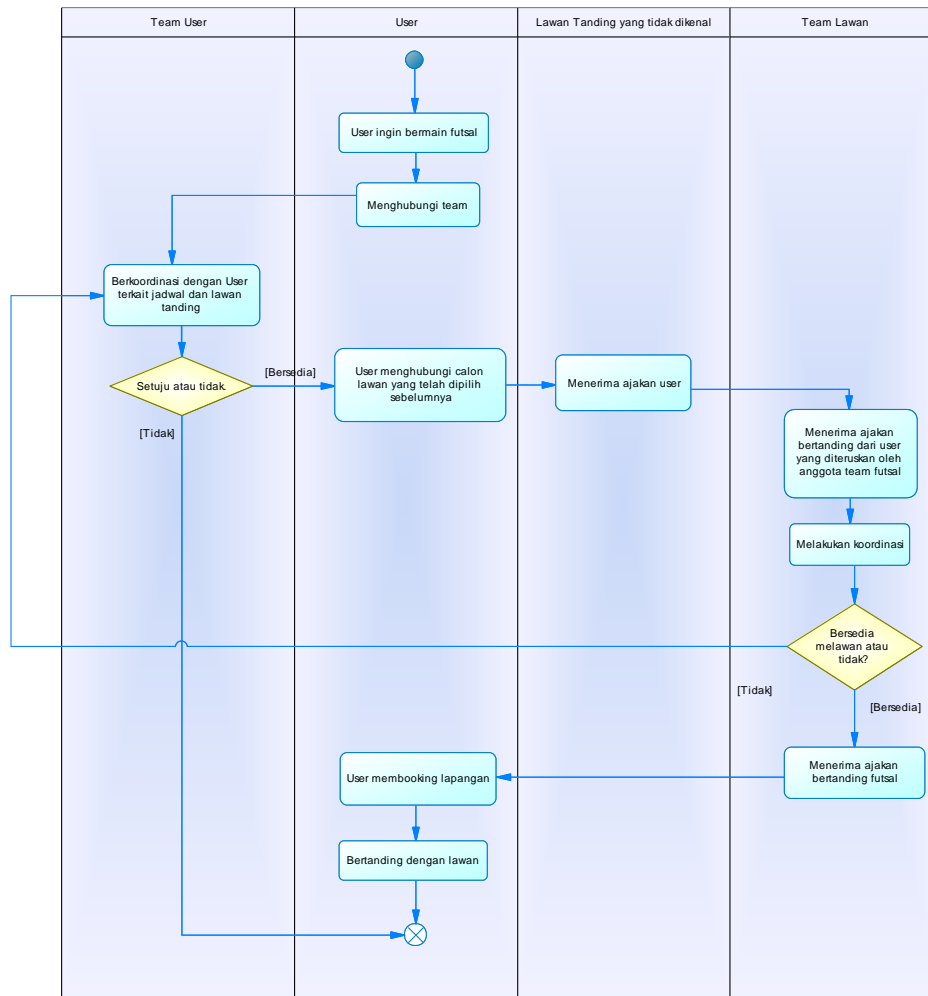 Team User
User
Lawan Tanding yang tidak dikenal
Team Lawan
User ingin bermain futsal
Menghubungi team
Berkoordinasi dengan User
terkait jadwal dan lawan
tanding
Setuju atau tidak.
[Bersedia]
[Tidak]
User menghubungi calon
lawan yang telah dipilih
sebelumnya
Menerima ajakan user
Menerima ajakan
bertanding dari user
yang diteruskan oleh
anggota team futsal
Melakukan koordinasi
Bersedia
melawan atau
tidak?
[Tidak]
[Bersedia]
Menerima ajakan
bertanding futsal
User membooking lapangan
Bertanding dengan lawan